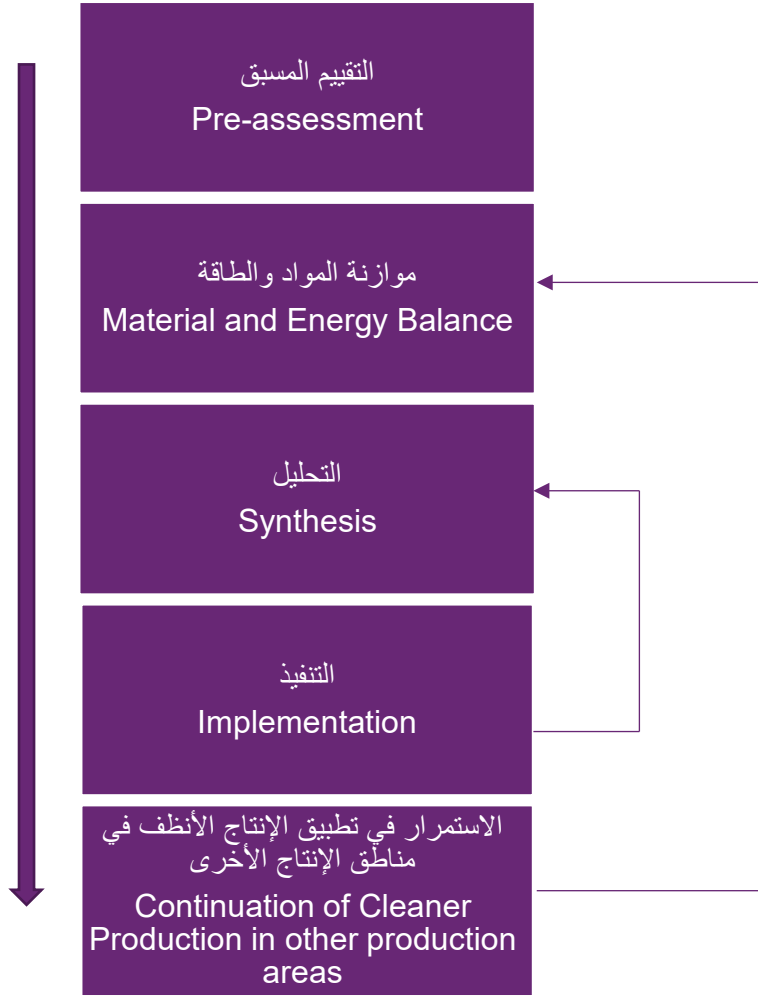 التقييم المسبق
Pre-assessment
موازنة المواد والطاقة
Material and Energy Balance
التحليل
Synthesis
التنفيذ
Implementation
الاستمرار في تطبيق الإنتاج الأنظف في
مناطق الإنتاج الأخرى
Continuation of Cleaner
Production in other production
areas